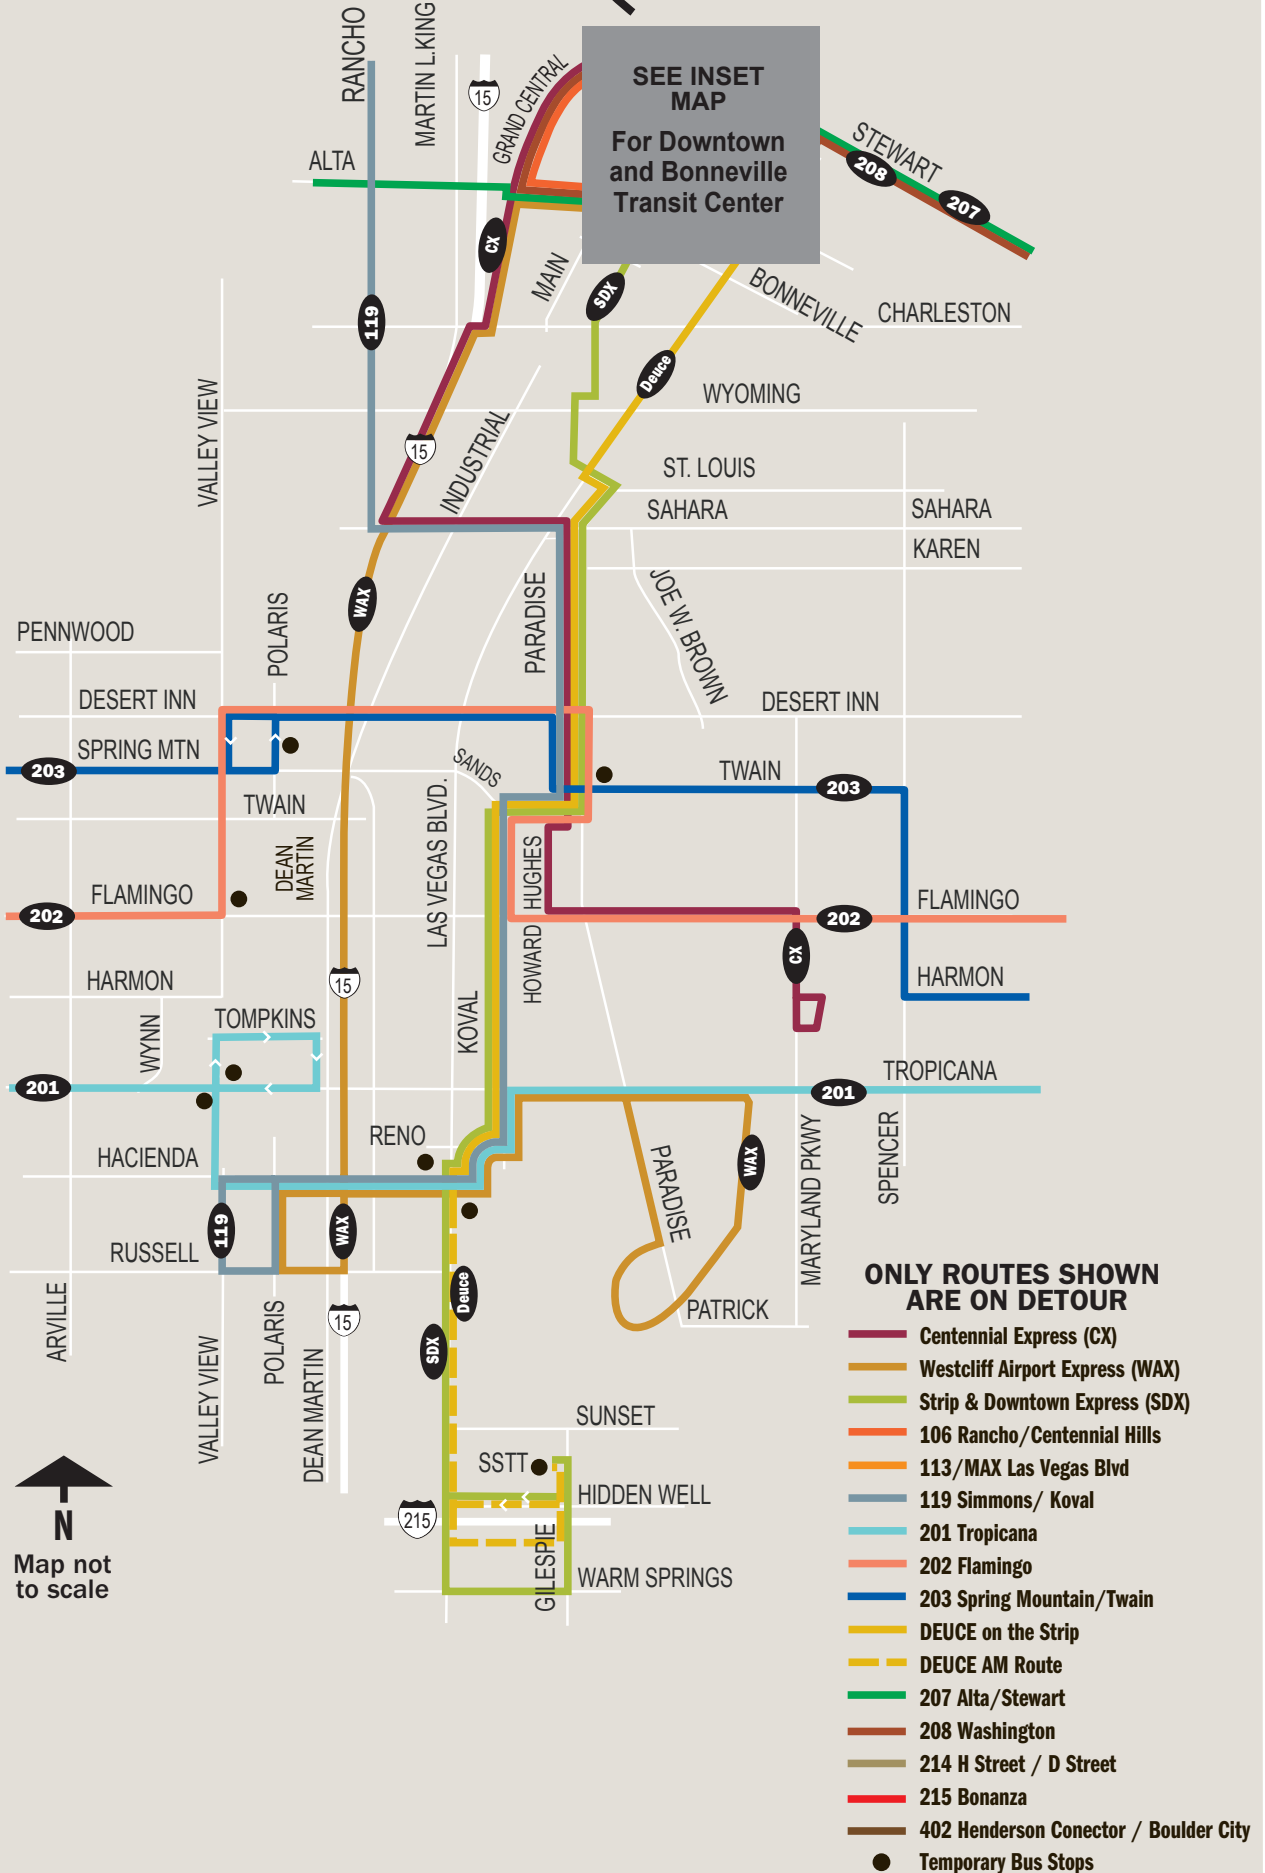 RANCHO
MARTIN L.KING
15
GRAND CENTRAL
SEE INSET
MAP
For Downtown
and Bonneville
Transit Center
STEWART
208
207
ALTA
CX
MAIN
SDX
BONNEVILLE
CHARLESTON
119
Deuce
VALLEY VIEW
WYOMING
15
INDUSTRIAL
ST. LOUIS
SAHARA
SAHARA
KAREN
WAX
PARADISE
JOE W. BROWN
PENNWOOD
POLARIS
DESERT INN
DESERT INN
SPRING MTN
203
SANDS
TWAIN
203
TWAIN
DEAN
MARTIN
LAS VEGAS BLVD.
HOWARD HUGHES
FLAMINGO
202
FLAMINGO
202
CX
HARMON
15
HARMON
TOMPKINS
WYNN
KOVAL
201
TROPICANA
201
RENO
HACIENDA
PARADISE
WAX
MARYLAND PKWY
SPENCER
119
WAX
RUSSELL
Deuce
ARVILLE
POLARIS
15
PATRICK
SDX
VALLEY VIEW
DEAN MARTIN
SUNSET
SSTT
HIDDEN WELL
215
GILESPIE
WARM SPRINGS
N
Map not
to scale
ONLY ROUTES SHOWN
ARE ON DETOUR
Centennial Express (CX)
Westcliff Airport Express (WAX)
Strip & Downtown Express (SDX)
106 Rancho/Centennial Hills
113/MAX Las Vegas Blvd
119 Simmons/ Koval
201 Tropicana
202 Flamingo
203 Spring Mountain/Twain
DEUCE on the Strip
DEUCE AM Route
207 Alta/Stewart
208 Washington
214 H Street / D Street
215 Bonanza
402 Henderson Conector / Boulder City
Temporary Bus Stops